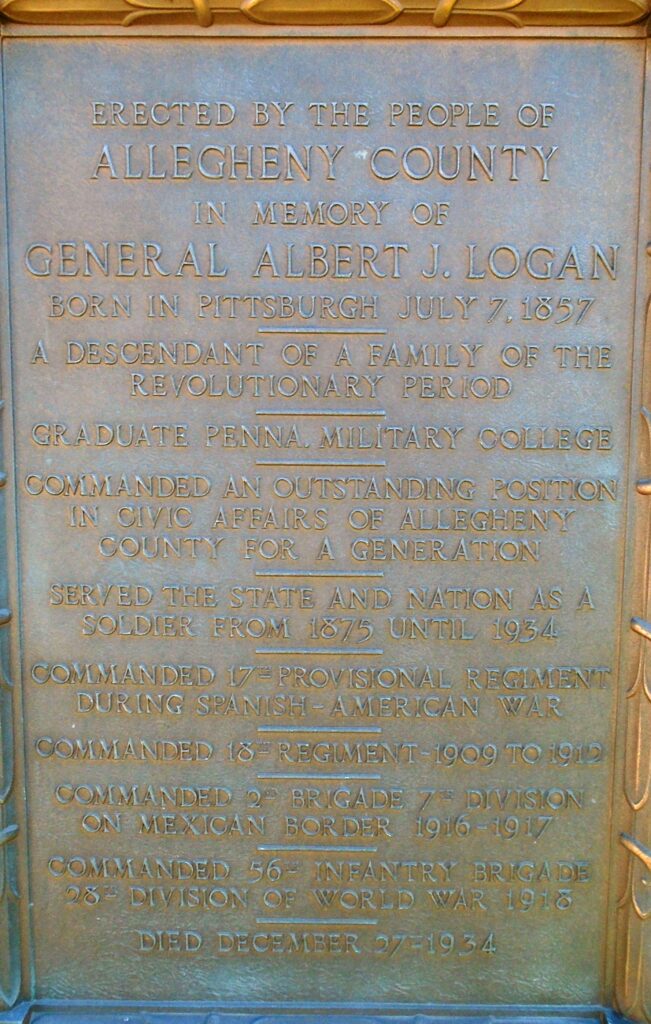 ERECTED BY THE PEOPLE OF
ALLEGHENY COUNTY
IN MEMORY OF
GENERAL ALBERT J. LOGAN
BORN IN PITTSBURGH JULY 7, 1857
A DESCENDANT OF A FAMILY OF THE
REVOLUTIONARY PERIOD
GRADUATE PENNA. MILITARY COLLEGE
COMMANDED AN OUTSTANDING POSITION
IN CIVIC AFFAIRS OF ALLEGHENY
COUNTY FOR A GENERATION
SERVED THE STATE AND NATION AS A
SOLDIER FROM 1875 UNTIL 1934
COMMANDED 17TH PROVISIONAL REGIMENT
DURING SPANISH-AMERICAN WAR
COMMANDED 18TH REGIMENT-1909 TO 1912
COMMANDED 2ND BRIGADE 7TH DIVISION
ON MEXICAN BORDER 1916-1917
COMMANDED 56TH INFANTRY BRIGADE
28TH DIVISION OF WORLD WAR 1918
DIED DECEMBER 27-1934